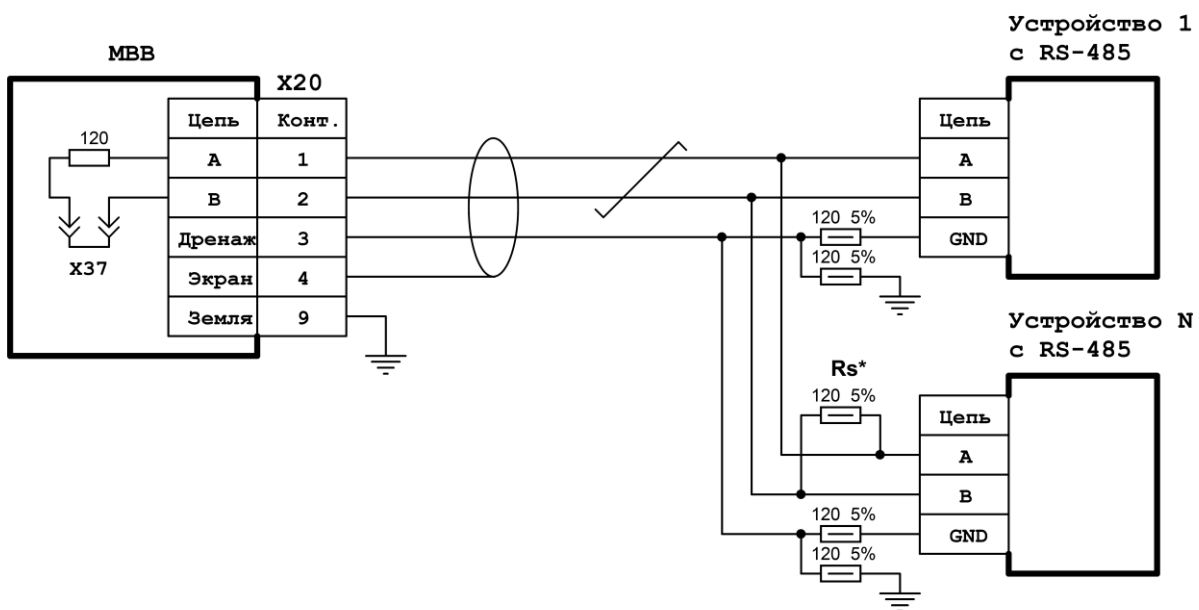 Устройство 1
с RS-485
МВВ
X20
Цепь Конт.
120
A 1
B 2
Дренаж 3
X37
Экран 4
Земля 9
Цепь
A
B
120 5%
GND
120 5%
Устройство N
с RS-485
Rs*
120 5%
Цепь
A
B
120 5%
GND
120 5%